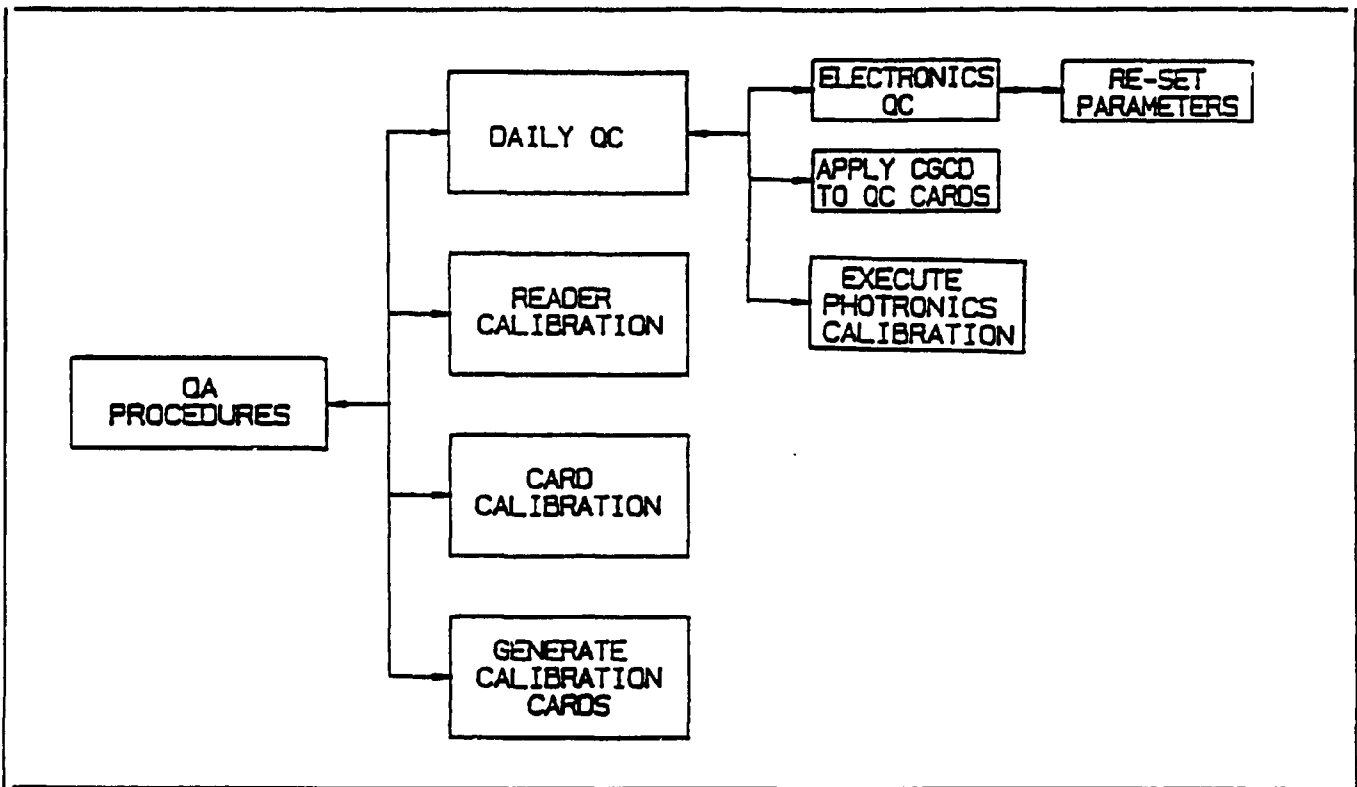 ELECTRONICS
QC
RE-SET
PARAMETERS
DAILY QC
APPLY CGCD
TO QC CARDS
EXECUTE
PHOTRONICS
CALIBRATION
READER
CALIBRATION
QA
PROCEDURES
CARD
CALIBRATION
GENERATE
CALIBRATION
CARDS